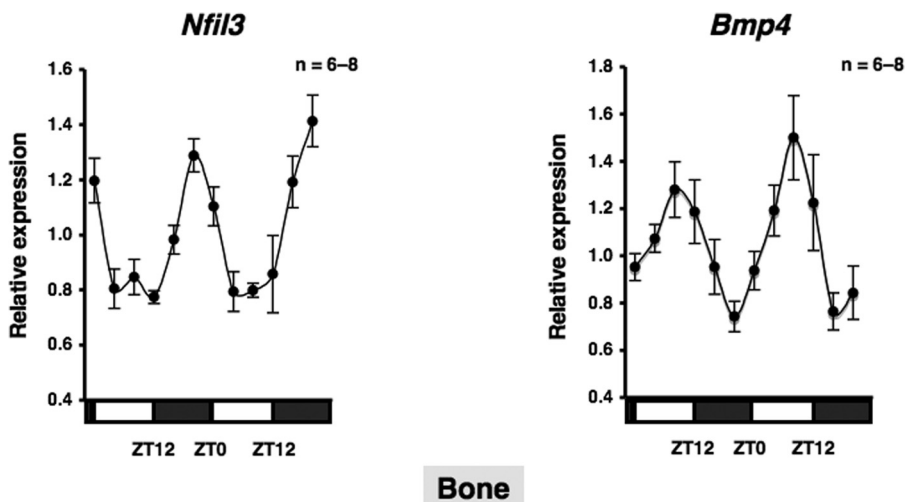 Nfil3
n = 6–8
Relative expression
1.6
1.4
1.2
1.0
0.8
0.6
0.4
ZT12 ZT0 ZT12
Bmp4
n = 6–8
Relative expression
1.8
1.6
1.4
1.2
1.0
0.8
0.6
0.4
ZT12 ZT0 ZT12
Bone